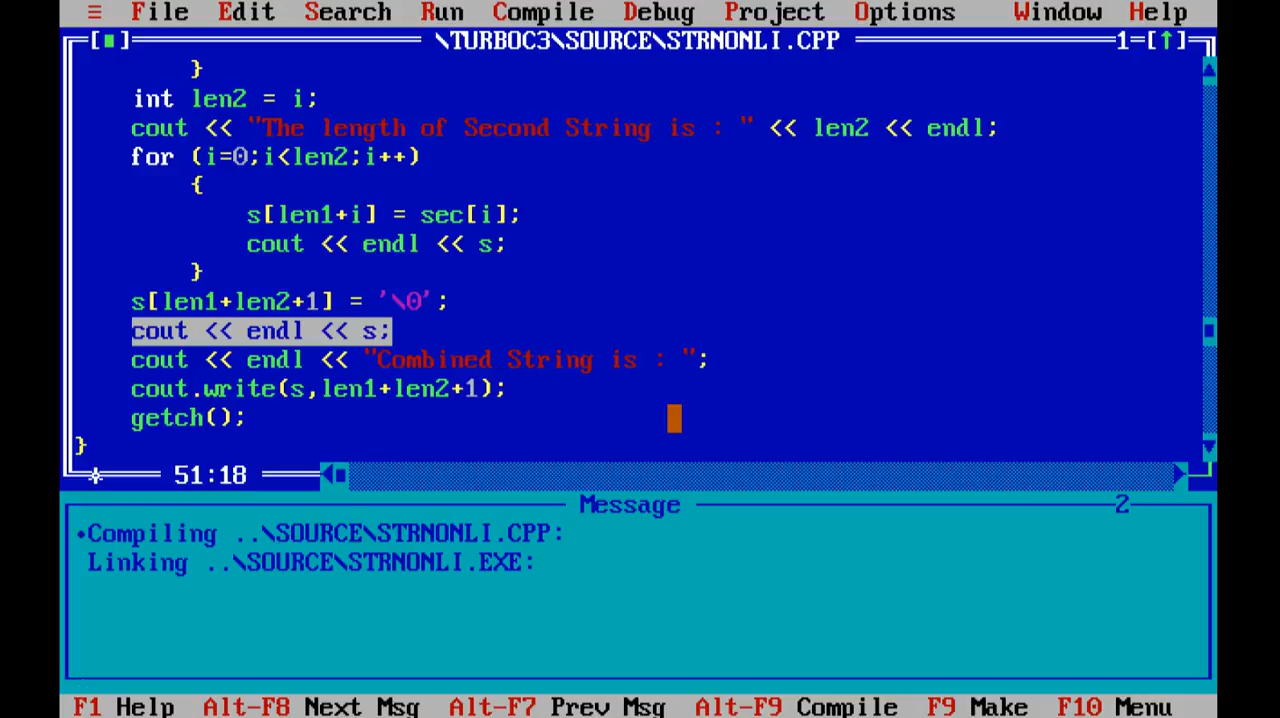 ≡ File Edit Search Run Compile Debug Project Options Window Help
[■] \TURBOC3\SOURCE\STRNONLI.CPP 1=[↑]
}
int len2 = i;
cout << "The length of Second String is : " << len2 << endl;
for (i=0;i<len2;i++)
{
s[len1+i] = sec[i];
cout << endl << s;
}
s[len1+len2+1] = '\0';
cout << endl << s;
cout << endl << "Combined String is : ";
cout.write(s,len1+len2+1);
getch();
}
51:18
Message 2
•Compiling ..\SOURCE\STRNONLI.CPP:
Linking ..\SOURCE\STRNONLI.EXE:
F1 Help Alt-F8 Next Msg Alt-F7 Prev Msg Alt-F9 Compile F9 Make F10 Menu